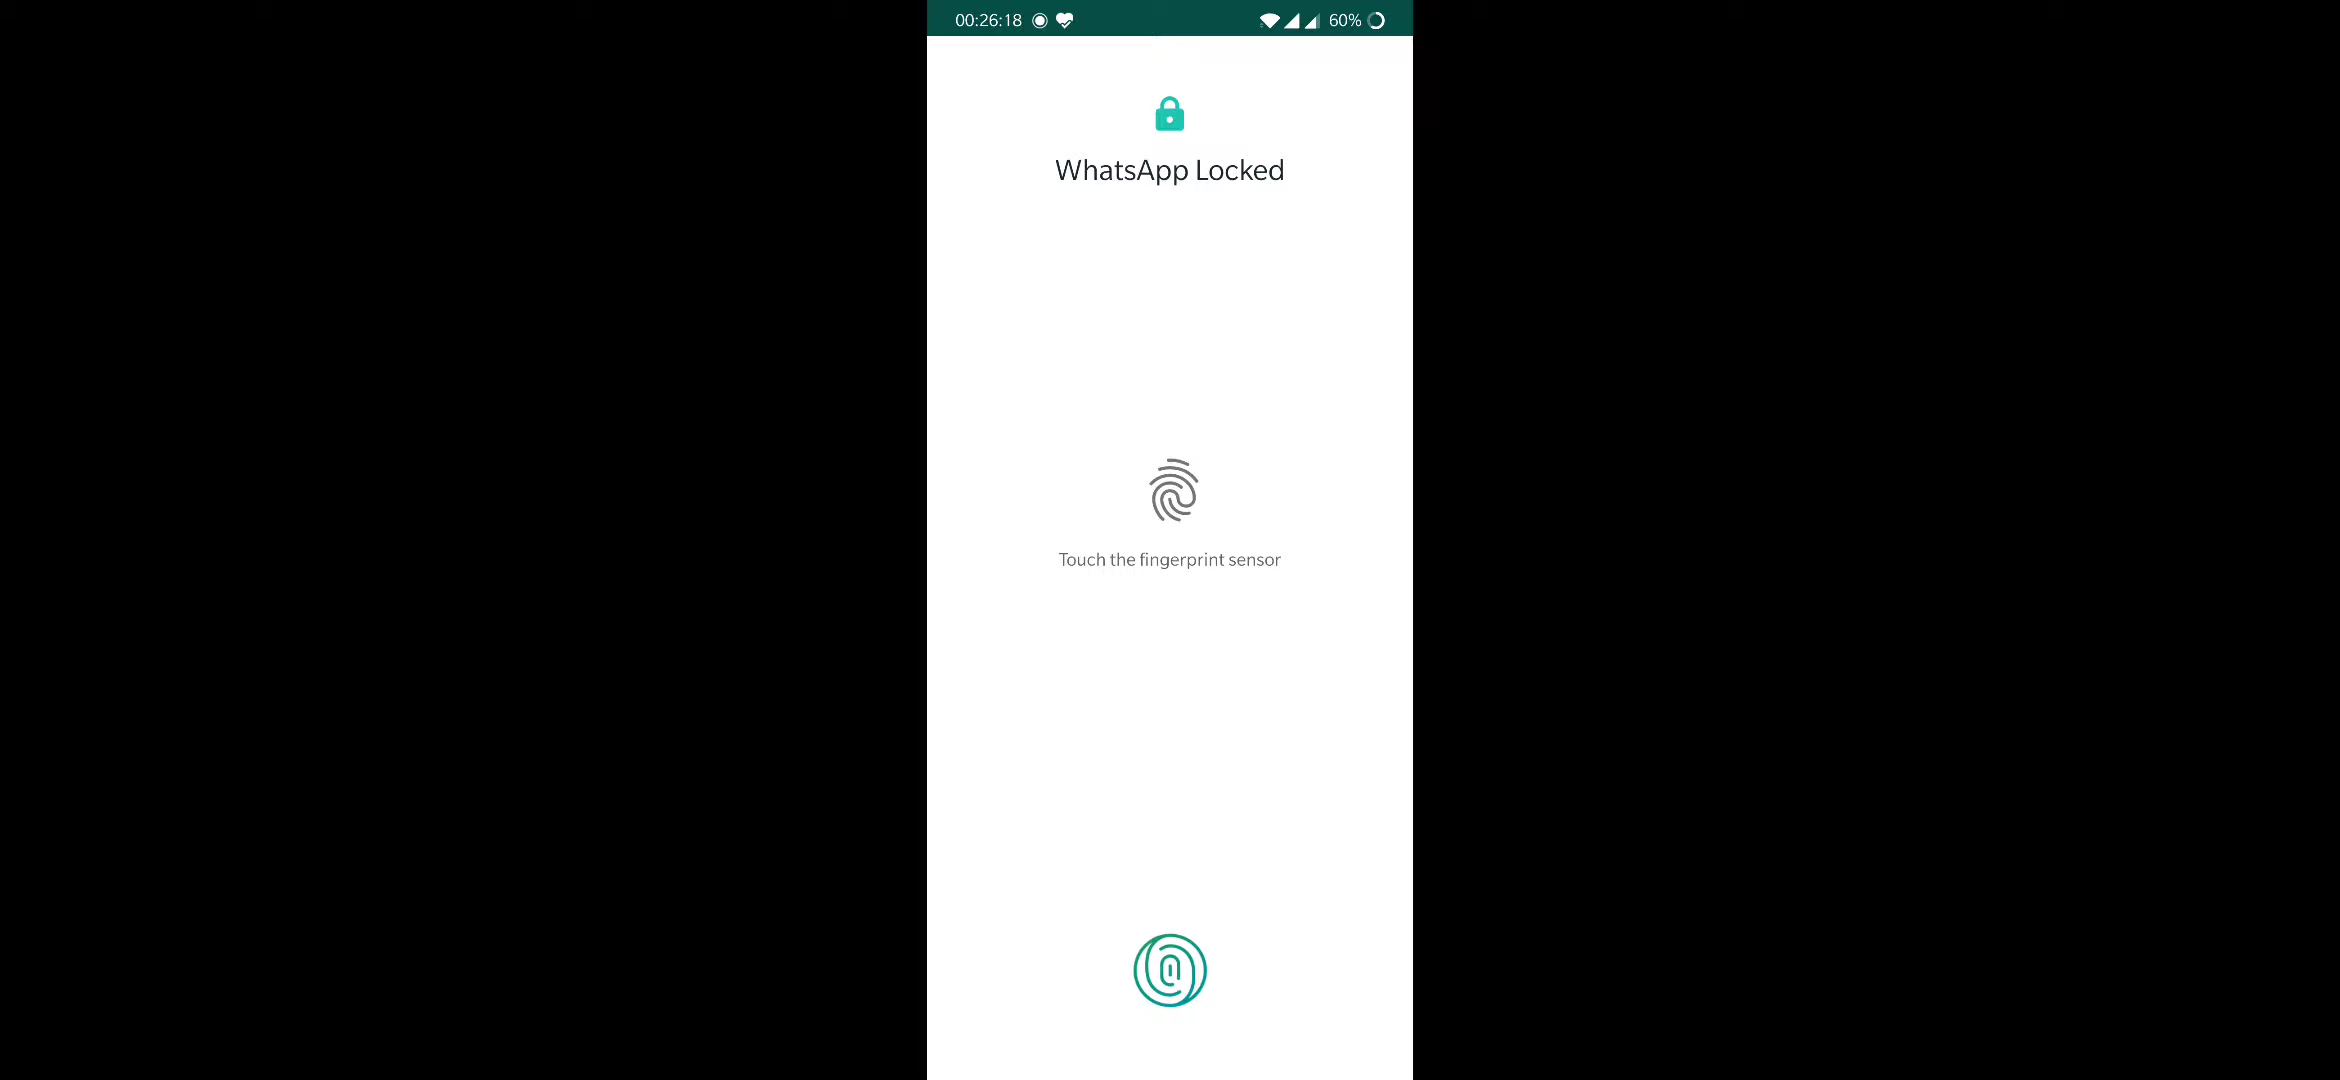 00:26:18 60%
WhatsApp Locked
Touch the fingerprint sensor